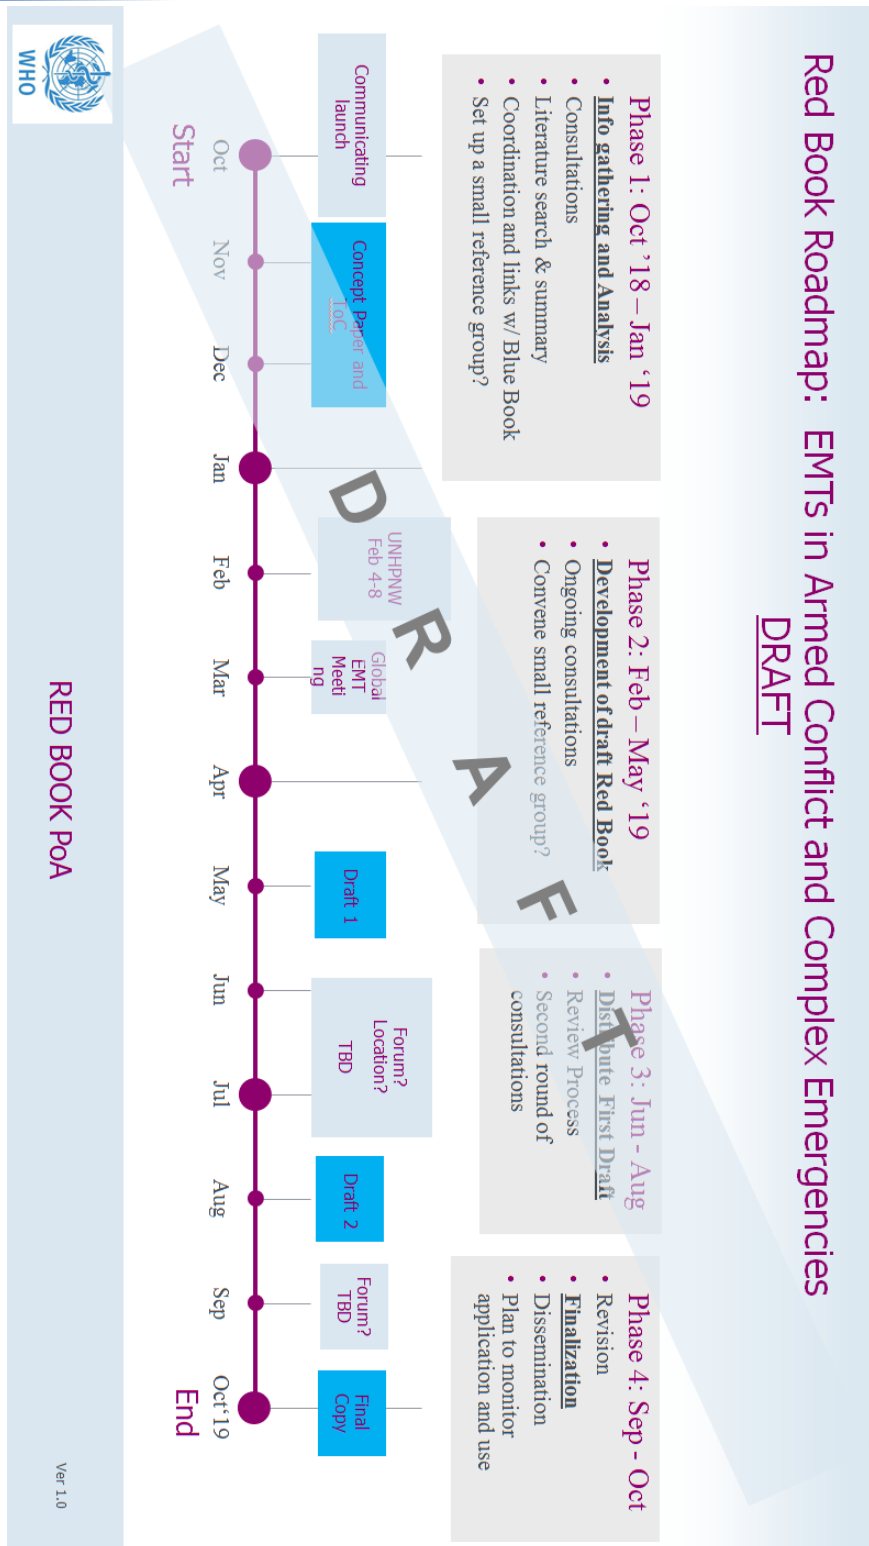 Red Book Roadmap: EMTs in Armed Conflict and Complex Emergencies
DRAFT
Phase 1: Oct ’18 – Jan ‘19
• Info gathering and Analysis
• Consultations
• Literature search & summary
• Coordination and links w/ Blue Book
• Set up a small reference group?
Phase 2: Feb – May ‘19
• Development of draft Red Book
• Ongoing consultations
• Convene small reference group?
Phase 3: Jun - Aug
• Distribute First Draft
• Review Process
• Second round of
consultations
Phase 4: Sep - Oct
• Revision
• Finalization
• Dissemination
• Plan to monitor
application and use
D R A F T
Communicating
launch
Concept Paper and
ToC
UNHPNW
Feb 4-8
Global
EMT
Meeti
ng
Draft 1
Forum?
Location?
TBD
Draft 2
Forum?
TBD
Final
Copy
Oct Nov Dec Jan Feb Mar Apr May Jun Jul Aug Sep Oct‘19
Start
End
WHO
RED BOOK PoA
Ver 1.0